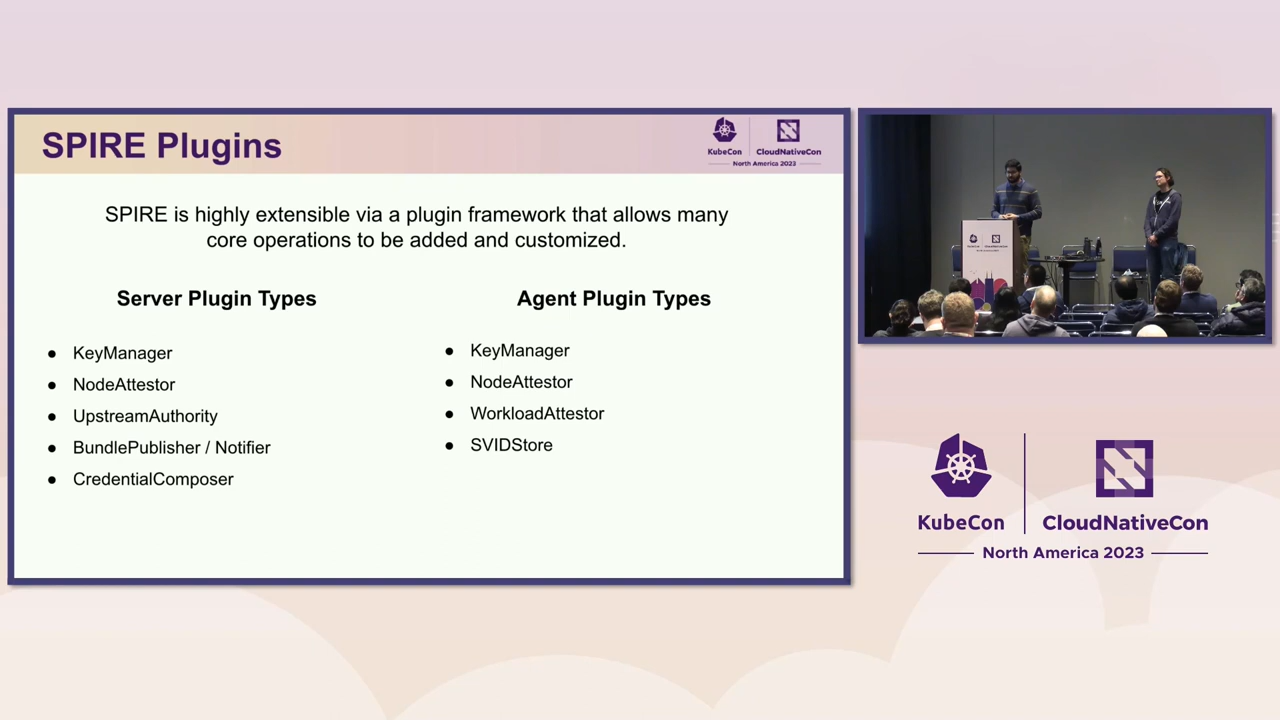 SPIRE Plugins
KubeCon
CloudNativeCon
North America 2023
SPIRE is highly extensible via a plugin framework that allows many
core operations to be added and customized.
Server Plugin Types
● KeyManager
● NodeAttestor
● UpstreamAuthority
● BundlePublisher / Notifier
● CredentialComposer
Agent Plugin Types
● KeyManager
● NodeAttestor
● WorkloadAttestor
● SVIDStore
KubeCon
CloudNativeCon
North America 2023